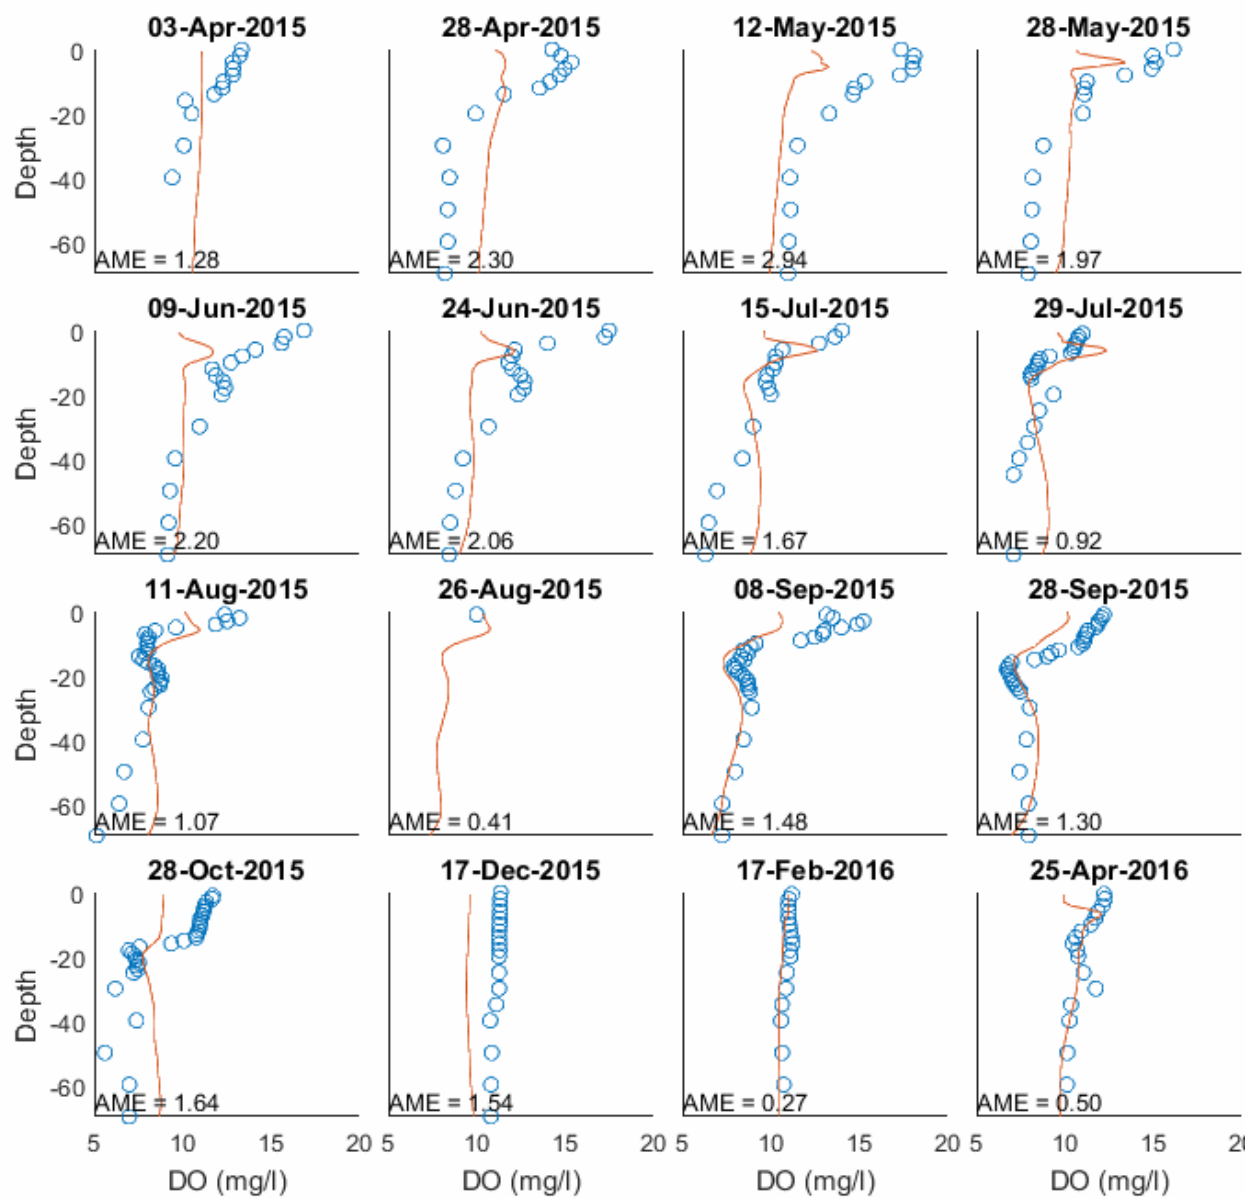 03-Apr-2015 28-Apr-2015 12-May-2015 28-May-2015
0
-20
-40
-60
Depth
AME = 1.28 AME = 2.30 AME = 2.94 AME = 1.97
09-Jun-2015 24-Jun-2015 15-Jul-2015 29-Jul-2015
0
-20
-40
-60
Depth
AME = 2.20 AME = 2.06 AME = 1.67 AME = 0.92
11-Aug-2015 26-Aug-2015 08-Sep-2015 28-Sep-2015
0
-20
-40
-60
Depth
AME = 1.07 AME = 0.41 AME = 1.48 AME = 1.30
28-Oct-2015 17-Dec-2015 17-Feb-2016 25-Apr-2016
0
-20
-40
-60
Depth
AME = 1.64 AME = 1.54 AME = 0.27 AME = 0.50
5 10 15 20 5 10 15 20 5 10 15 20 5 10 15 20
DO (mg/l) DO (mg/l) DO (mg/l) DO (mg/l)